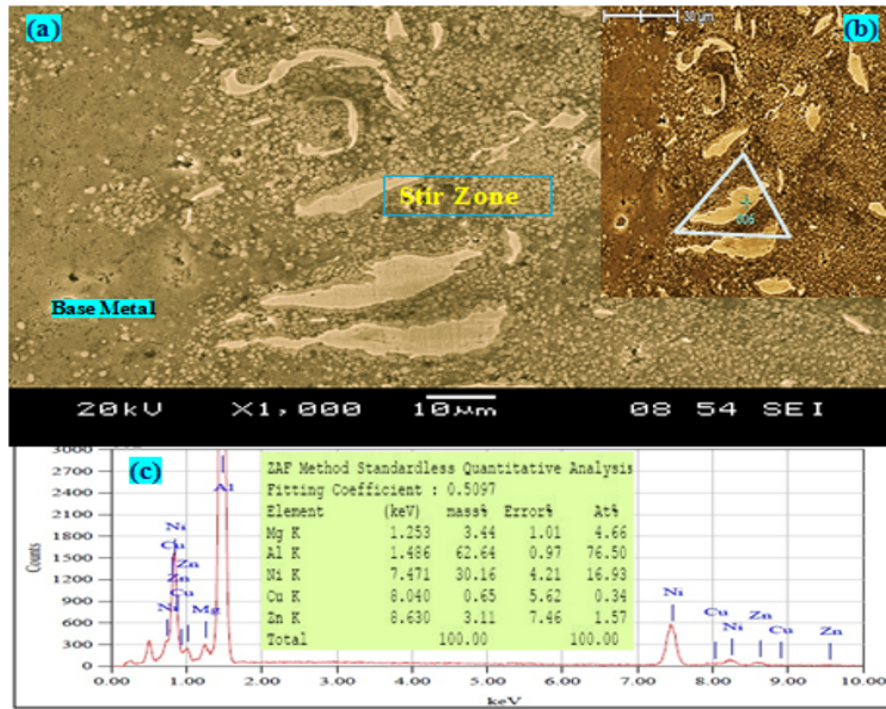 (a)
30 µm
(b)
Stir Zone
006
Base Metal
20kV X1,000 10µm 08 54 SEI
(c)
3000
2700
2400
2100
1800
1500
1200
900
600
300
0
Counts
ZAF Method Standardless Quantitative Analysis
Fitting Coefficient : 0.5097
Element (keV) mass% Error% At%
Mg K 1.253 3.44 1.01 4.66
Al K 1.486 62.64 0.97 76.50
Ni K 7.471 30.16 4.21 16.93
Cu K 8.040 0.65 5.62 0.34
Zn K 8.630 3.11 7.46 1.57
Total 100.00 100.00
Al
Ni
Cu
Zn
Zn
Cu
Ni
Mg
Ni
Cu
Ni
Zn
Cu
Zn
0.00 1.00 2.00 3.00 4.00 5.00 6.00 7.00 8.00 9.00 10.00
keV